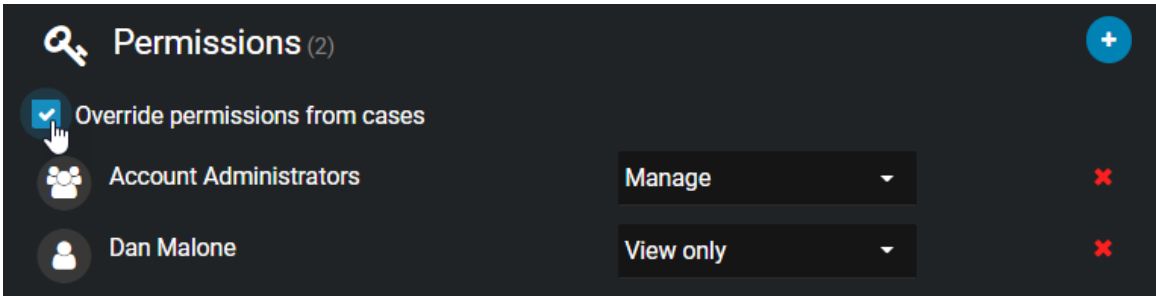 Permissions (2)
Override permissions from cases
Account Administrators Manage
Dan Malone View only